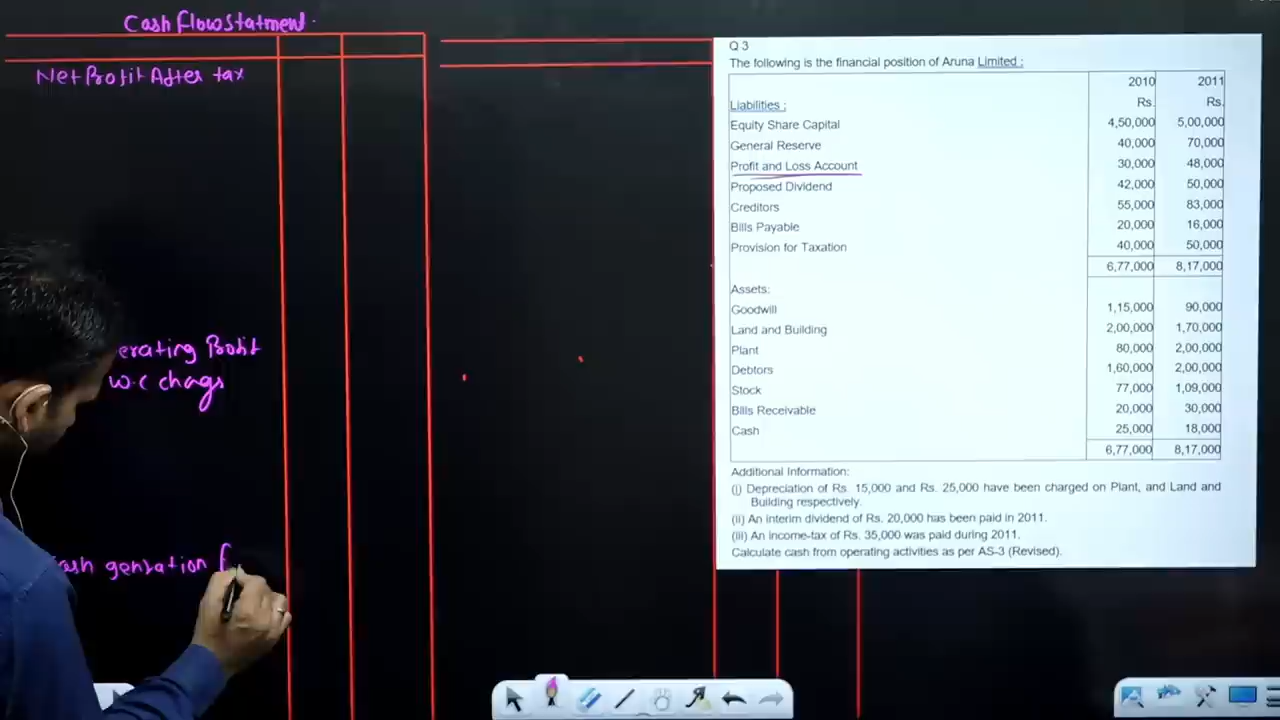 Cash Flow Statment
Net Profit After tax
erating Profit
w.c chags
ash genration f
Q 3
The following is the financial position of Aruna Limited :
2010 2011
Liabilities : Rs. Rs.
Equity Share Capital 4,50,000 5,00,000
General Reserve 40,000 70,000
Profit and Loss Account 30,000 48,000
Proposed Dividend 42,000 50,000
Creditors 55,000 83,000
Bills Payable 20,000 16,000
Provision for Taxation 40,000 50,000
6,77,000 8,17,000
Assets:
Goodwill 1,15,000 90,000
Land and Building 2,00,000 1,70,000
Plant 80,000 2,00,000
Debtors 1,60,000 2,00,000
Stock 77,000 1,09,000
Bills Receivable 20,000 30,000
Cash 25,000 18,000
6,77,000 8,17,000
Additional Information:
(i) Depreciation of Rs. 15,000 and Rs. 25,000 have been charged on Plant, and Land and
Building respectively.
(ii) An interim dividend of Rs. 20,000 has been paid in 2011.
(iii) An income-tax of Rs. 35,000 was paid during 2011.
Calculate cash from operating activities as per AS-3 (Revised).